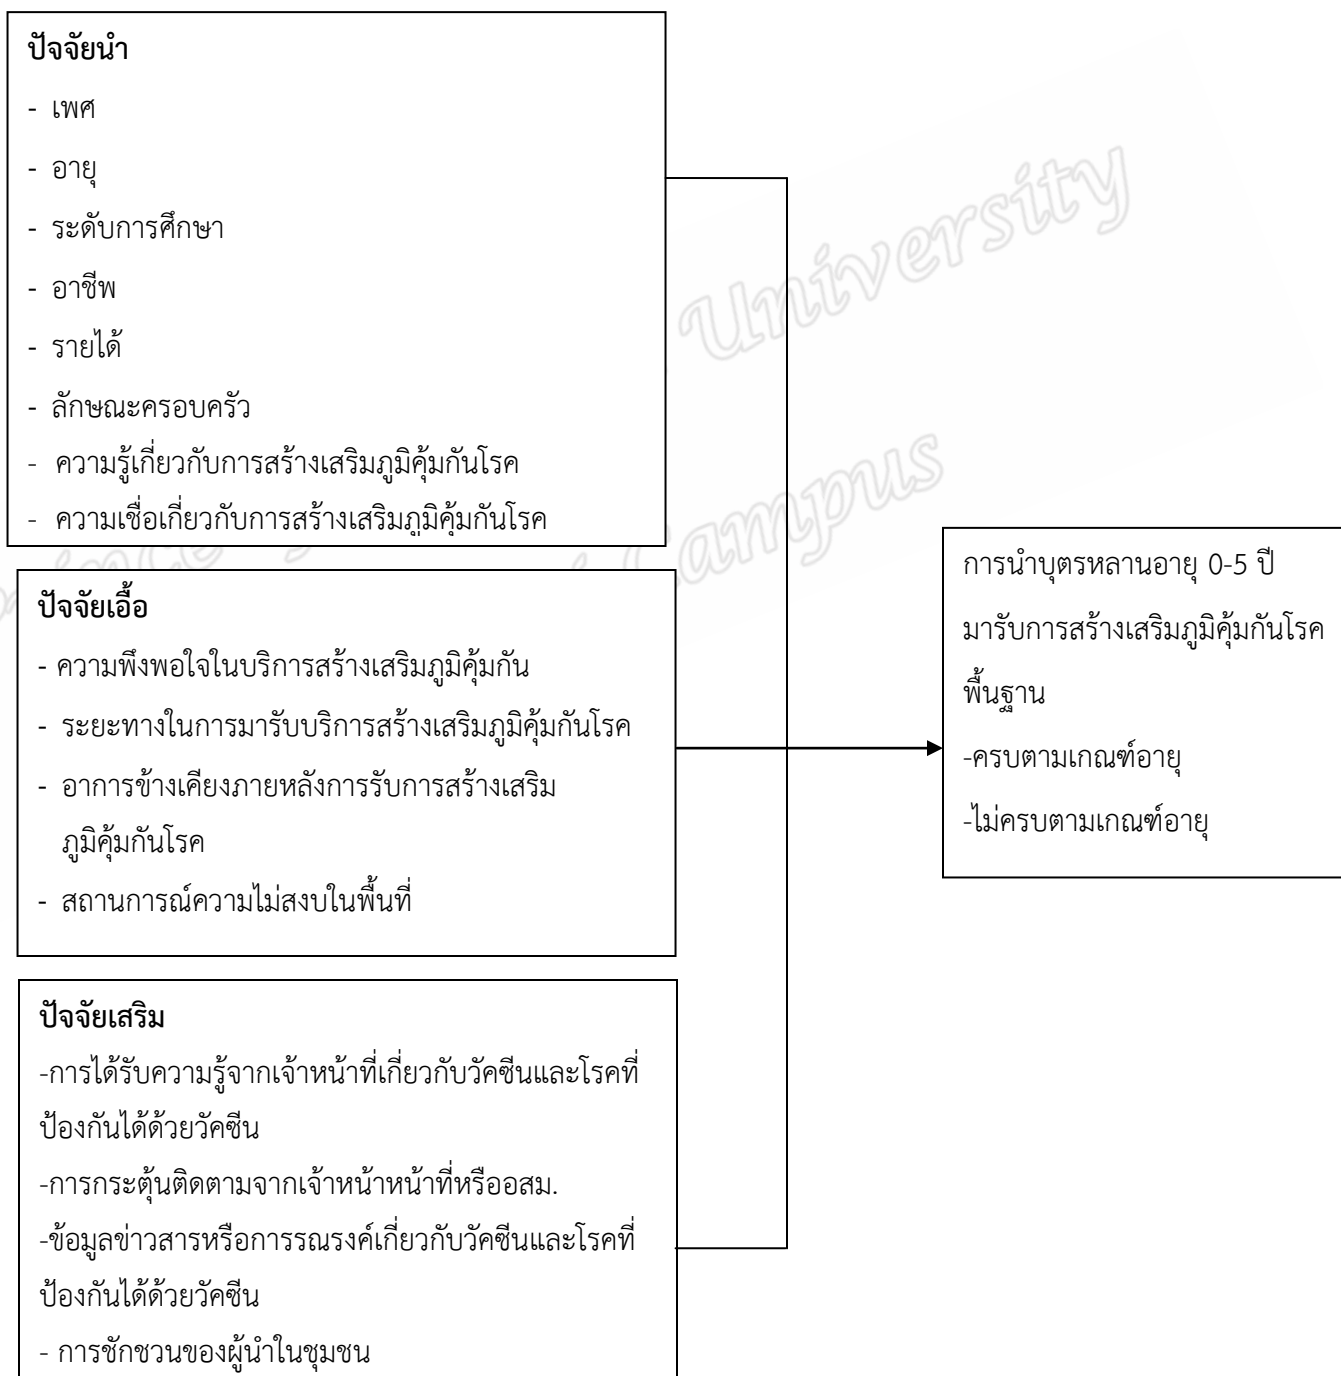 ปัจจัยนำ
- เพศ
- อายุ
- ระดับการศึกษา
- อาชีพ
- รายได้
- ลักษณะครอบครัว
- ความรู้เกี่ยวกับการสร้างเสริมภูมิคุ้มกันโรค
- ความเชื่อเกี่ยวกับการสร้างเสริมภูมิคุ้มกันโรค
ปัจจัยเอื้อ
- ความพึงพอใจในบริการสร้างเสริมภูมิคุ้มกัน
- ระยะทางในการมารับบริการสร้างเสริมภูมิคุ้มกันโรค
- อาการข้างเคียงภายหลังการรับการสร้างเสริม
ภูมิคุ้มกันโรค
- สถานการณ์ความไม่สงบในพื้นที่
ปัจจัยเสริม
-การได้รับความรู้จากเจ้าหน้าที่เกี่ยวกับวัคซีนและโรคที่
ป้องกันได้ด้วยวัคซีน
-การกระตุ้นติดตามจากเจ้าหน้าหน้าที่หรืออสม.
-ข้อมูลข่าวสารหรือการรณรงค์เกี่ยวกับวัคซีนและโรคที่
ป้องกันได้ด้วยวัคซีน
- การชักชวนของผู้นำในชุมชน
การนำบุตรหลานอายุ 0-5 ปี
มารับการสร้างเสริมภูมิคุ้มกันโรค
พื้นฐาน
-ครบตามเกณฑ์อายุ
-ไม่ครบตามเกณฑ์อายุ
University
Campus